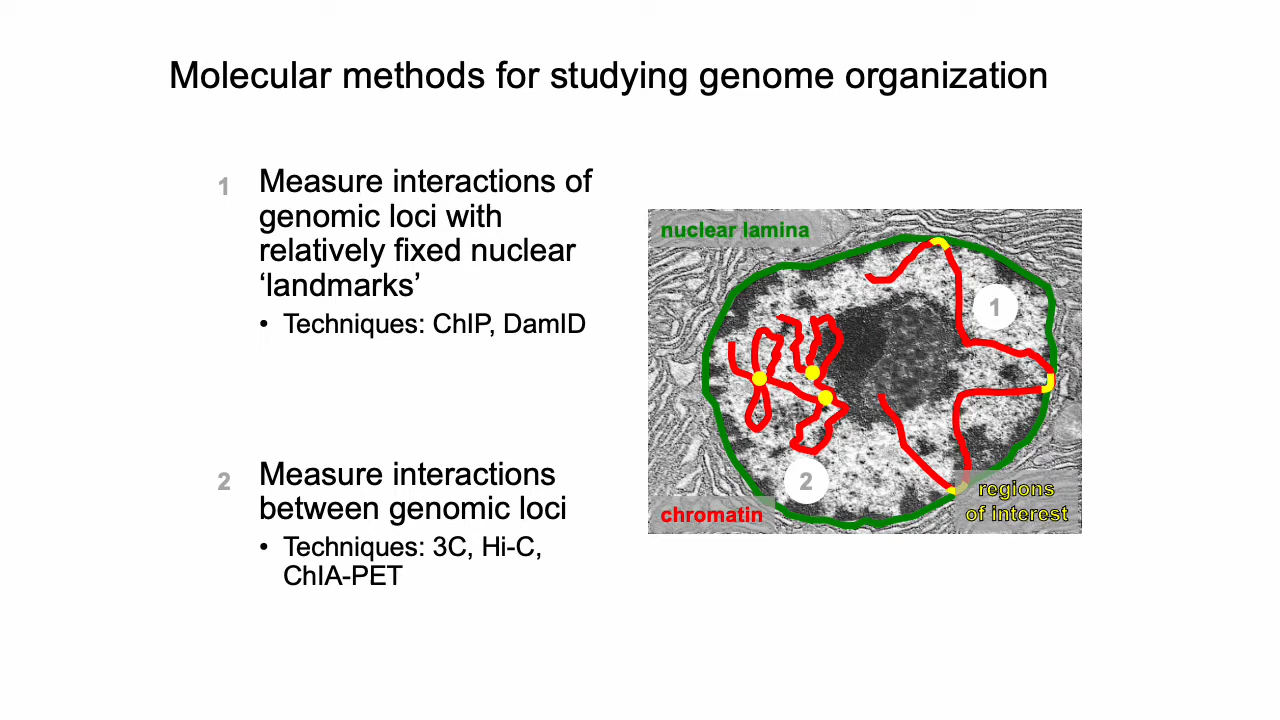 Molecular methods for studying genome organization
1 Measure interactions of
genomic loci with
relatively fixed nuclear
‘landmarks’
• Techniques: ChIP, DamID
2 Measure interactions
between genomic loci
• Techniques: 3C, Hi-C,
ChIA-PET
nuclear lamina
1
2
chromatin
regions
of interest